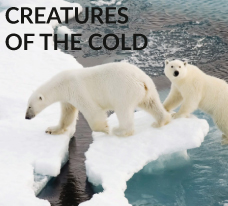 CREATURES
OF THE COLD